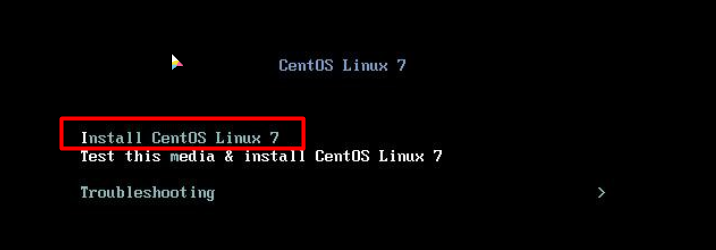 CentOS Linux 7
Install CentOS Linux 7
Test this media & install CentOS Linux 7
Troubleshooting >